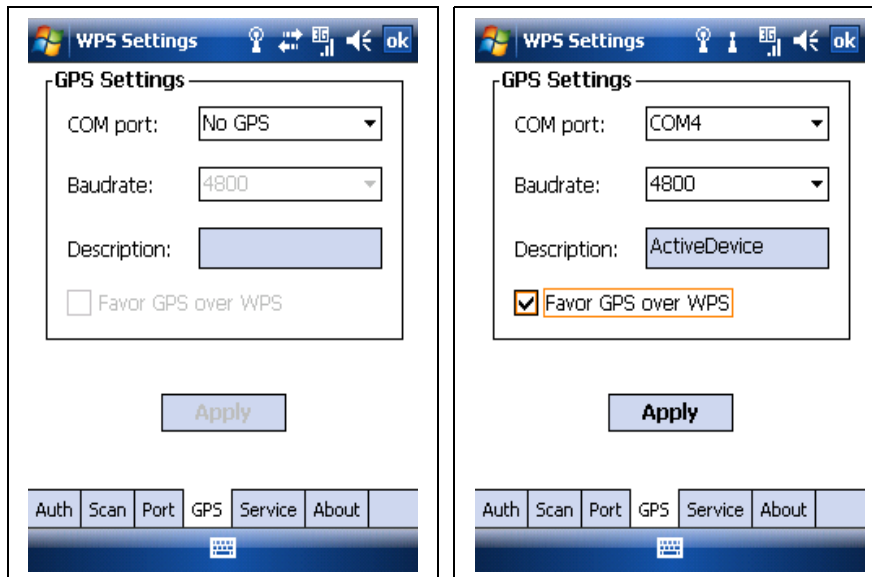 WPS Settings
3G
ok
GPS Settings
COM port:
No GPS
Baudrate:
4800
Description:
Favor GPS over WPS
Apply
Auth
Scan
Port
GPS
Service
About
WPS Settings
3G
ok
GPS Settings
COM port:
COM4
Baudrate:
4800
Description:
ActiveDevice
Favor GPS over WPS
Apply
Auth
Scan
Port
GPS
Service
About